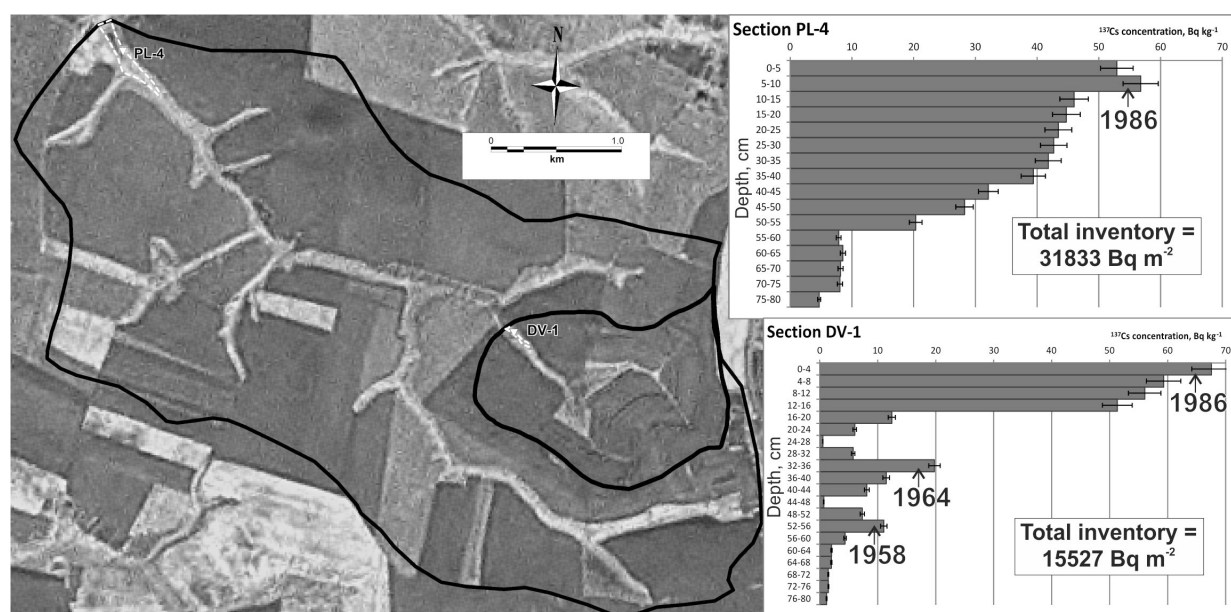 PL-4
N
0 1.0
km
DV-1
Section PL-4
¹³⁷Cs concentration, Bq kg⁻¹
0 10 20 30 40 50 60 70
Depth, cm
0-5
5-10
10-15
15-20
20-25
25-30
30-35
35-40
40-45
45-50
50-55
55-60
60-65
65-70
70-75
75-80
1986
Total inventory =
31833 Bq m⁻²
Section DV-1
¹³⁷Cs concentration, Bq kg⁻¹
0 10 20 30 40 50 60 70
Depth, cm
0-4
4-8
8-12
12-16
16-20
20-24
24-28
28-32
32-36
36-40
40-44
44-48
48-52
52-56
56-60
60-64
64-68
68-72
72-76
76-80
1986
1964
1958
Total inventory =
15527 Bq m⁻²